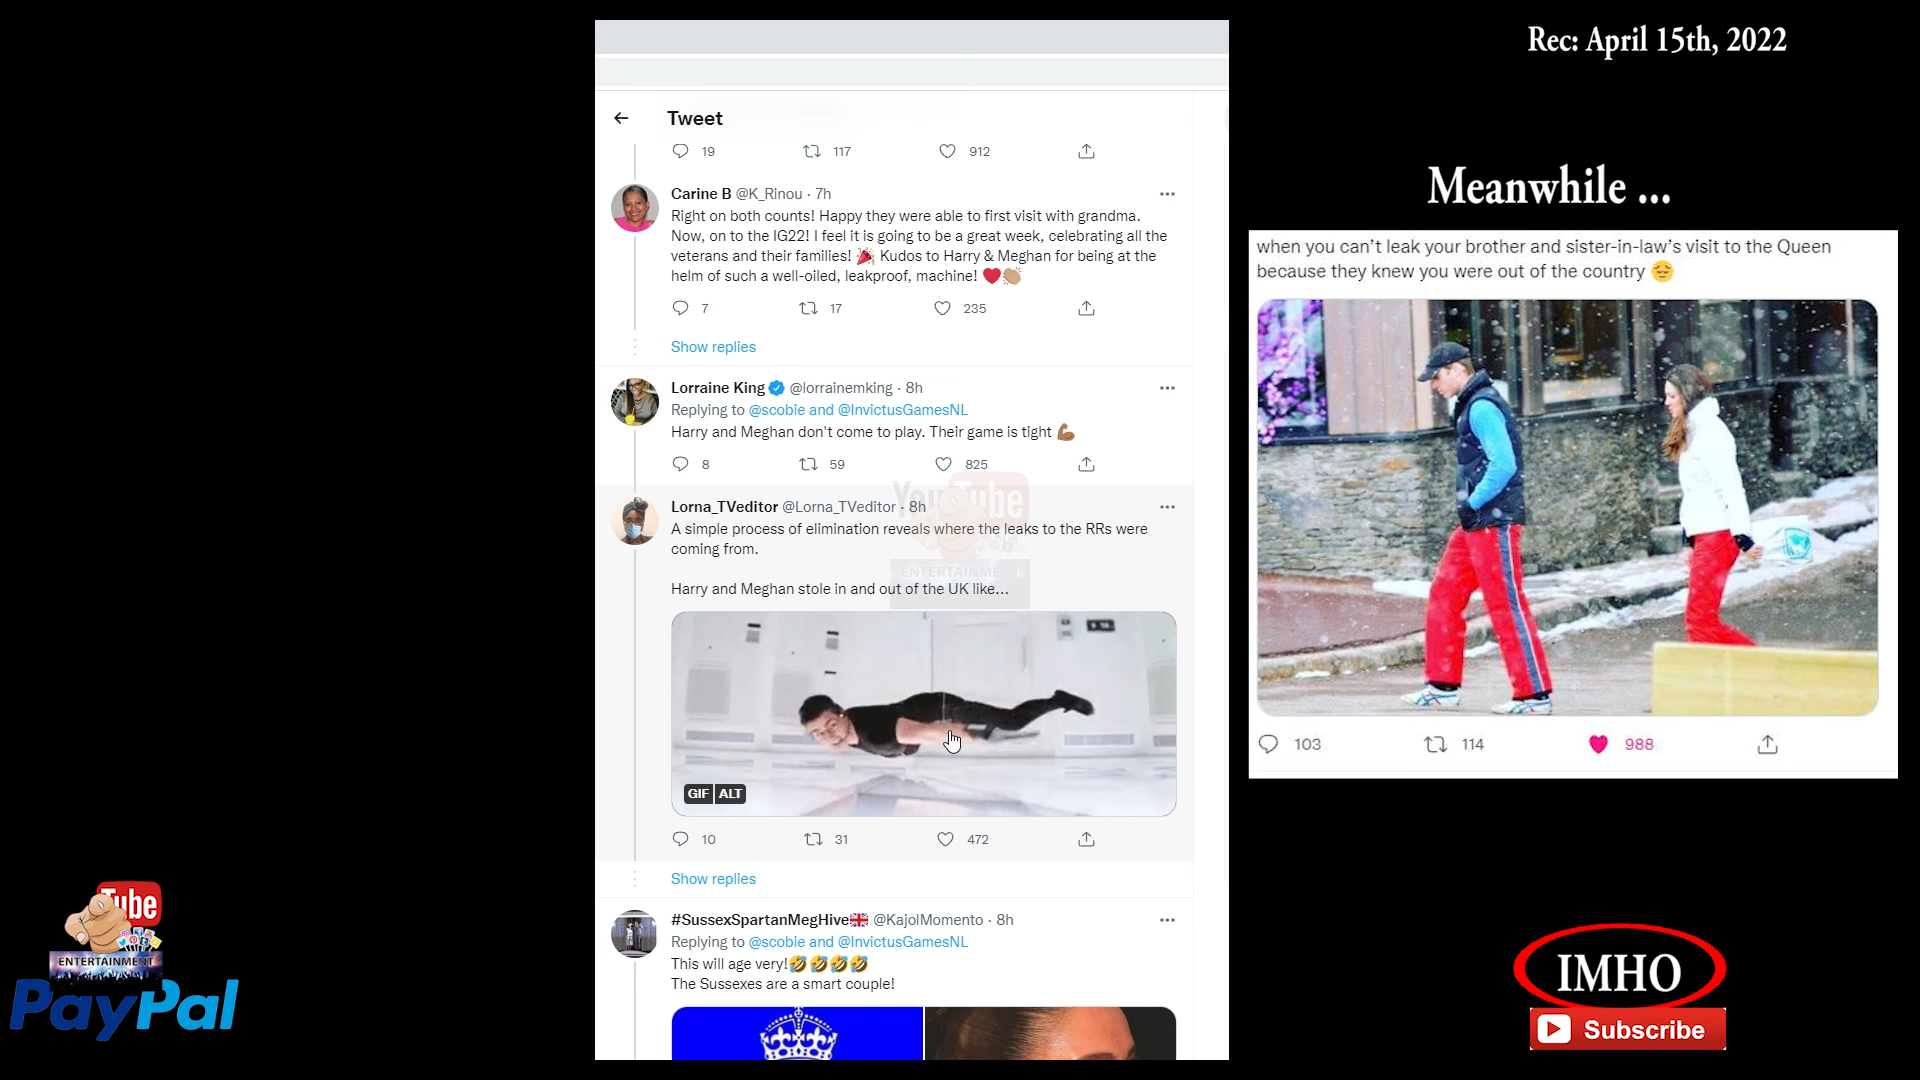 Rec: April 15th, 2022
Tweet
19 117 912
Carine B @K_Rinou · 7h
Right on both counts! Happy they were able to first visit with grandma.
Now, on to the IG22! I feel it is going to be a great week, celebrating all the
veterans and their families! 🎉 Kudos to Harry & Meghan for being at the
helm of such a well-oiled, leakproof, machine! ❤️👏🏽
7 17 235
Show replies
Lorraine King @lorrainemking · 8h
Replying to @scobie and @InvictusGamesNL
Harry and Meghan don't come to play. Their game is tight 💪🏾
8 59 825
Lorna_TVeditor @Lorna_TVeditor · 8h
A simple process of elimination reveals where the leaks to the RRs were
coming from.
Harry and Meghan stole in and out of the UK like...
GIF ALT
10 31 472
Show replies
#SussexSpartanMegHive🇬🇧 @KajolMomento · 8h
Replying to @scobie and @InvictusGamesNL
This will age very!🤣🤣🤣🤣
The Sussexes are a smart couple!
YouTube
ENTERTAINMENT
Meanwhile ...
when you can't leak your brother and sister-in-law's visit to the Queen
because they knew you were out of the country 😔
103 114 988
Tube
ENTERTAINMENT
PayPal
IMHO
Subscribe